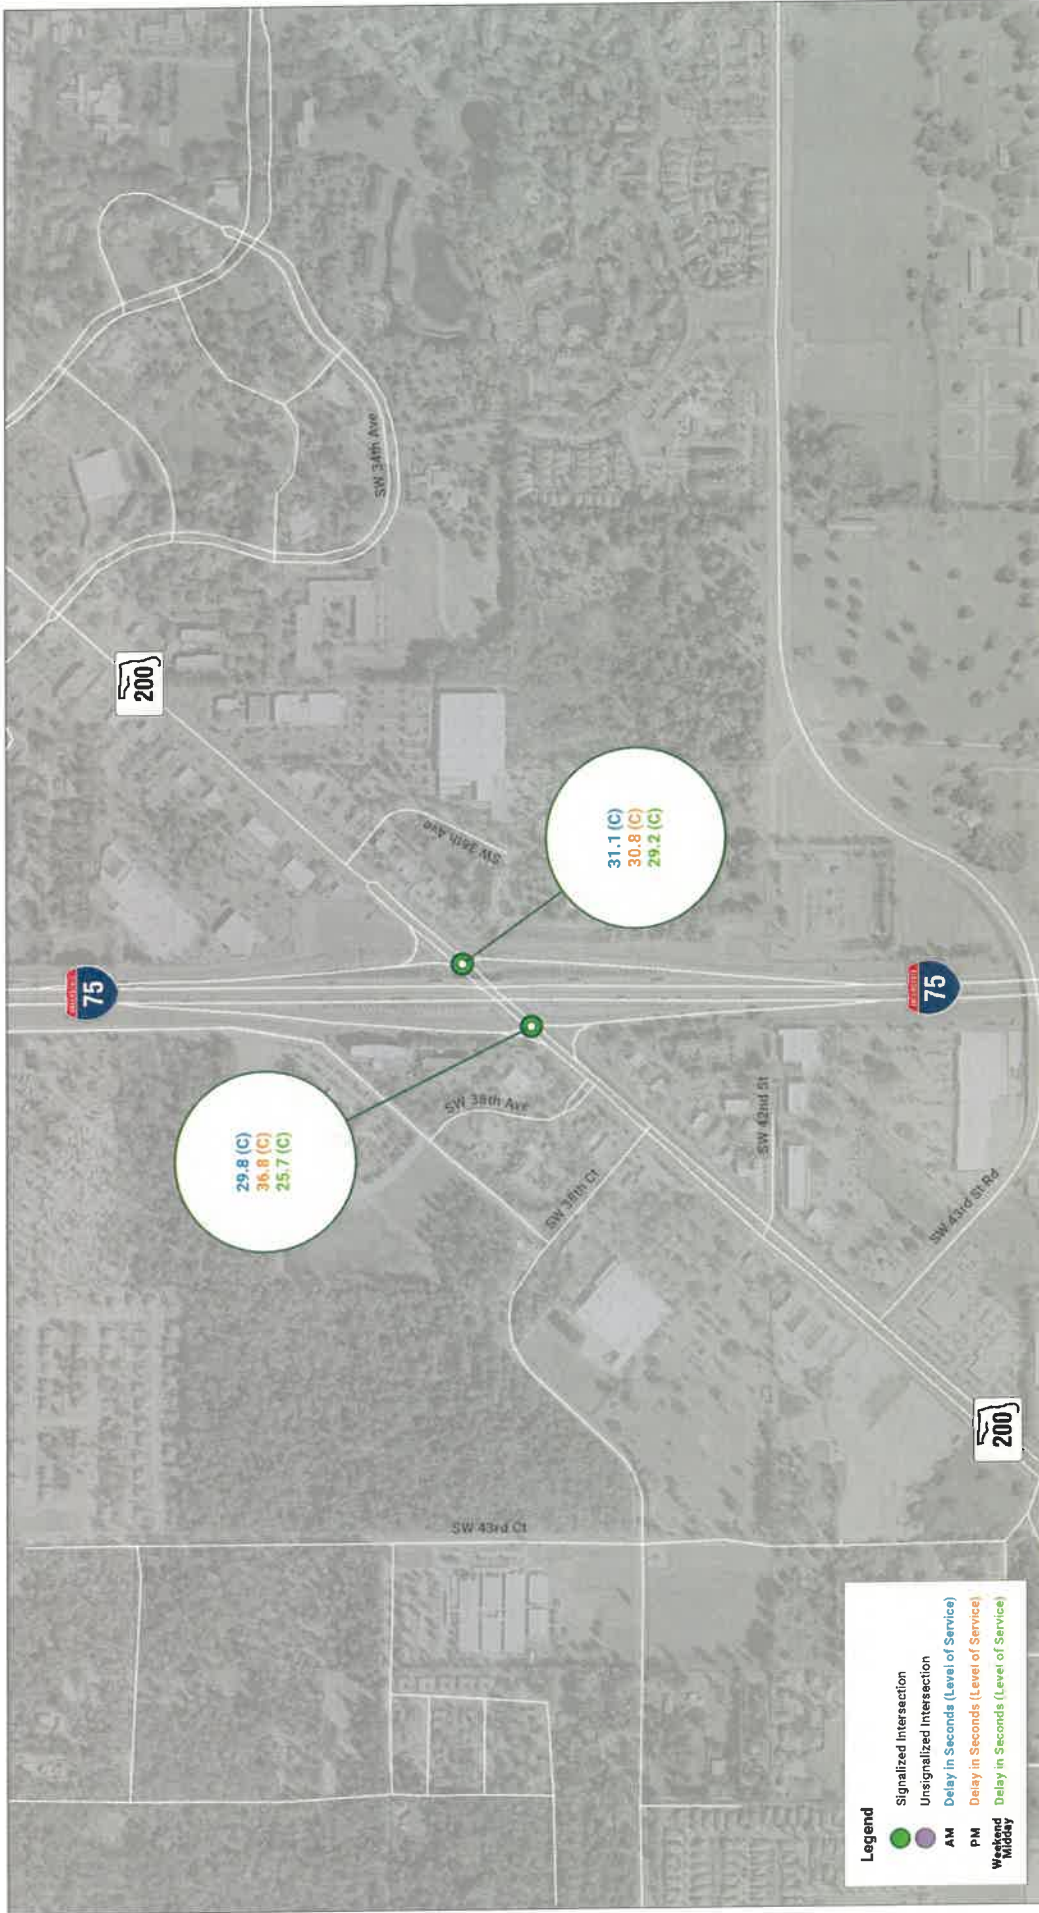 200
SW 34th Ave
INTERSTATE
75
SW 36th Ave
29.8 (C)
36.8 (C)
25.7 (C)
31.1 (C)
30.8 (C)
29.2 (C)
SW 38th Ave
SW 38th Ct
SW 42nd St
INTERSTATE
75
SW 43rd St Rd
SW 43rd Ct
200
Legend
Signalized Intersection
Unsignalized Intersection
AM Delay in Seconds (Level of Service)
PM Delay in Seconds (Level of Service)
Weekend
Midday Delay in Seconds (Level of Service)